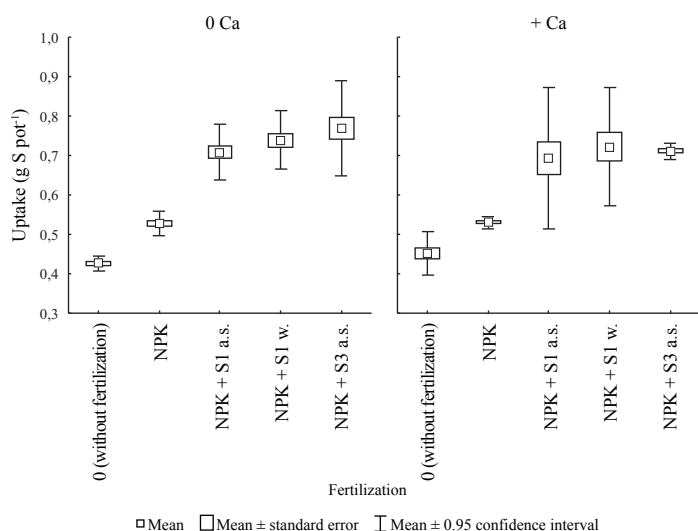 0 Ca
+ Ca
Uptake (g S pot⁻¹)
1,0
0,9
0,8
0,7
0,6
0,5
0,4
0,3
0 (without fertilization)
NPK
NPK + S1 a.s.
NPK + S1 w.
NPK + S3 a.s.
0 (without fertilization)
NPK
NPK + S1 a.s.
NPK + S1 w.
NPK + S3 a.s.
Fertilization
Mean Mean ± standard error Mean ± 0.95 confidence interval